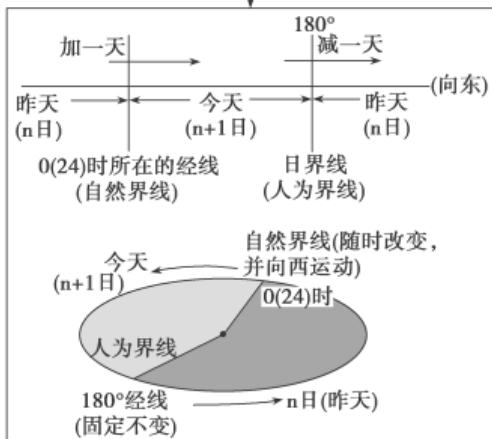 180°
加一天
减一天
(向东)
昨天
今天
昨天
(n日)
(n+1日)
(n日)
0(24)时所在的经线
日界线
(自然界线)
(人为界线)
自然界线(随时改变，
今天
并向西运动)
(n+1日)
0(24)时
人为界线
180°经线
n日(昨天)
(固定不变)